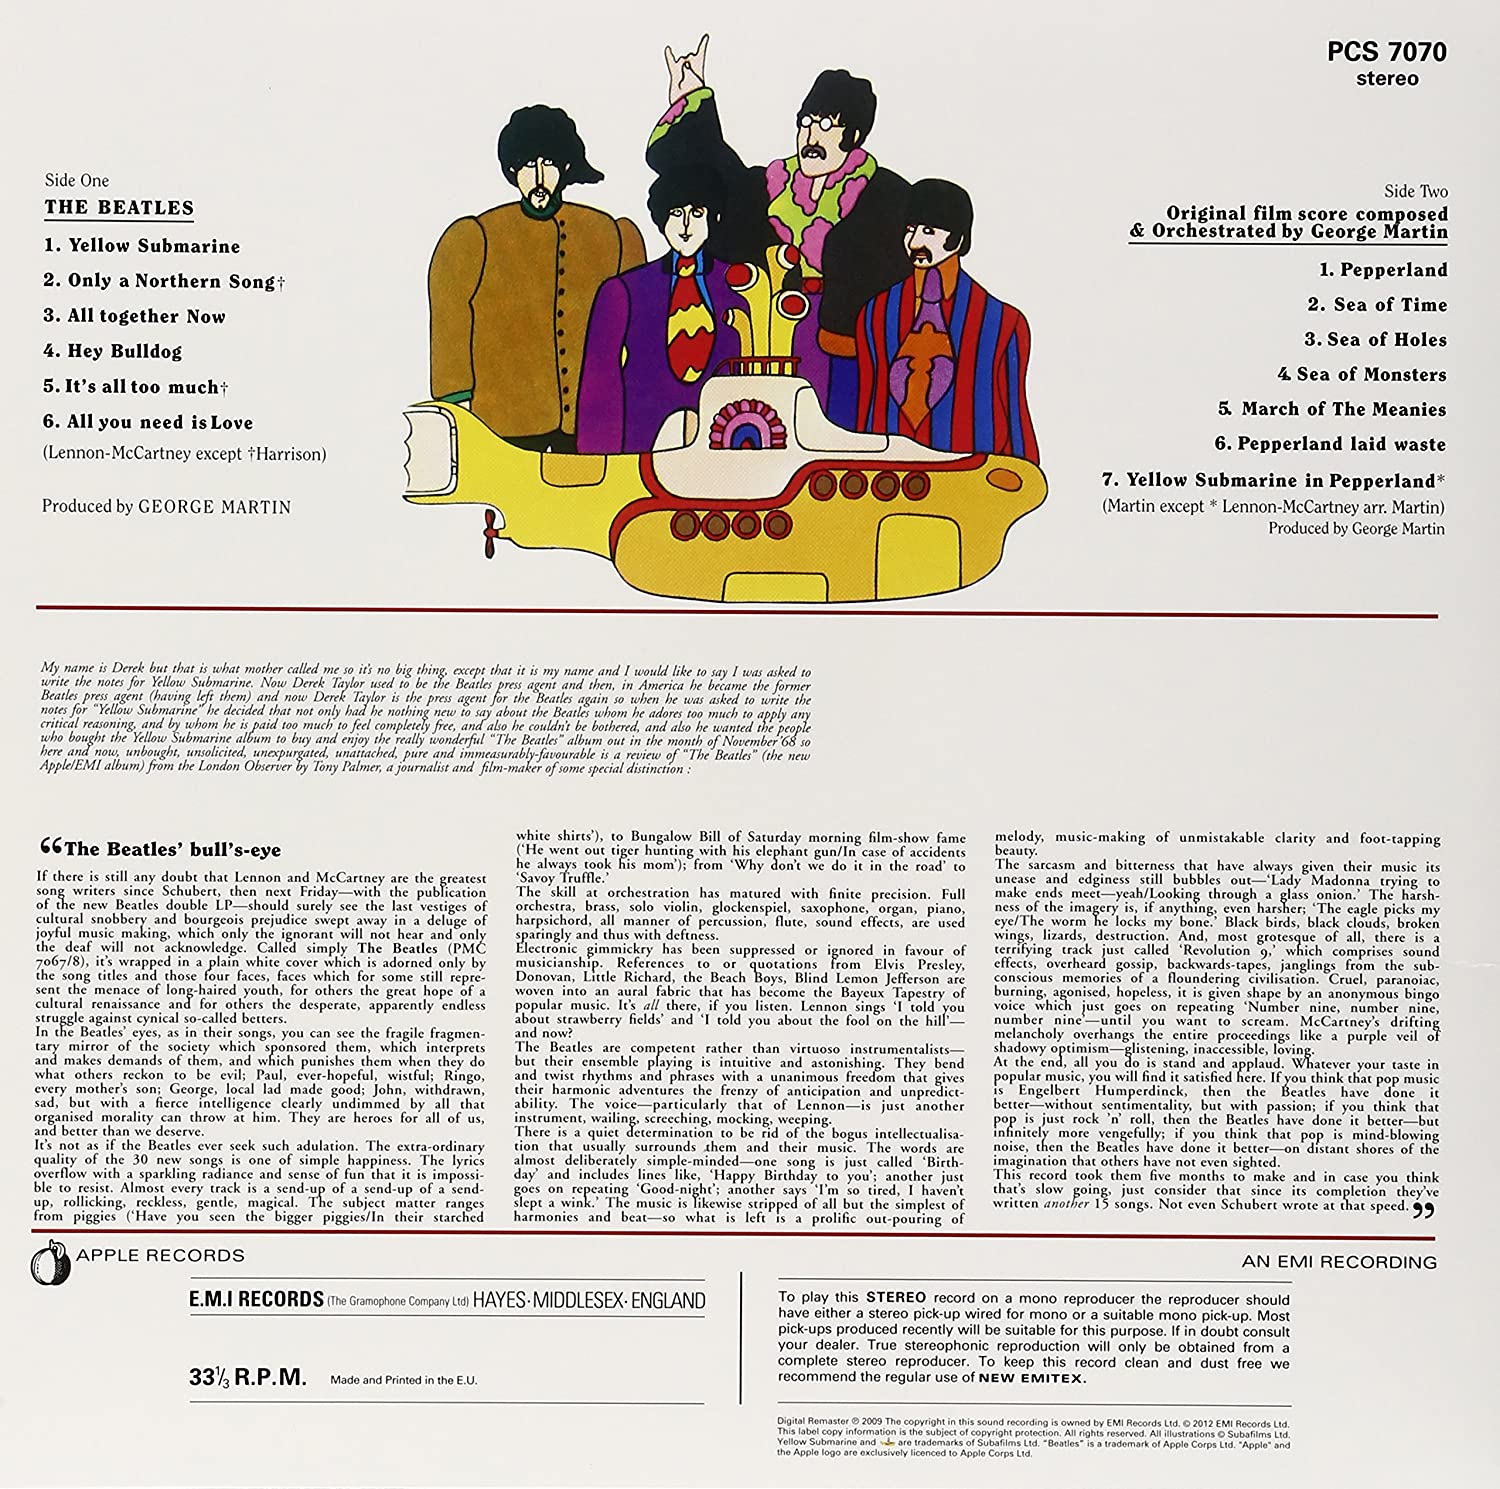 PCS 7070
stereo
Side One
THE BEATLES
1. Yellow Submarine
2. Only a Northern Song†
3. All together Now
4. Hey Bulldog
5. It's all too much†
6. All you need is Love
(Lennon-McCartney except †Harrison)
Produced by GEORGE MARTIN
Side Two
Original film score composed
& Orchestrated by George Martin
1. Pepperland
2. Sea of Time
3. Sea of Holes
4. Sea of Monsters
5. March of The Meanies
6. Pepperland laid waste
7. Yellow Submarine in Pepperland*
(Martin except * Lennon-McCartney arr. Martin)
Produced by George Martin
My name is Derek but that is what mother called me so it's no big thing, except that it is my name and I would like to say I was asked to
write the notes for Yellow Submarine. Now Derek Taylor used to be the Beatles press agent and then, in America he became the former
Beatles press agent (having left them) and now Derek Taylor is the press agent for the Beatles again so when he was asked to write the
notes for "Yellow Submarine" he decided that not only had he nothing new to say about the Beatles whom he adores too much to apply any
critical reasoning, and by whom he is paid too much to feel completely free, and also he couldn't be bothered, and also he wanted the people
who bought the Yellow Submarine album to buy and enjoy the really wonderful "The Beatles" album out in the month of November'68 so
here and now, unbought, unsolicited, unexpurgated, unattached, pure and immeasurably-favourable is a review of "The Beatles" (the new
Apple/EMI album) from the London Observer by Tony Palmer, a journalist and film-maker of some special distinction :
“The Beatles' bull's-eye
If there is still any doubt that Lennon and McCartney are the greatest
song writers since Schubert, then next Friday—with the publication
of the new Beatles double LP—should surely see the last vestiges of
cultural snobbery and bourgeois prejudice swept away in a deluge of
joyful music making, which only the ignorant will not hear and only
the deaf will not acknowledge. Called simply The Beatles (PMC
7067/8), it's wrapped in a plain white cover which is adorned only by
the song titles and those four faces, faces which for some still repre-
sent the menace of long-haired youth, for others the great hope of a
cultural renaissance and for others the desperate, apparently endless
struggle against cynical so-called betters.
In the Beatles' eyes, as in their songs, you can see the fragile fragmen-
tary mirror of the society which sponsored them, which interprets
and makes demands of them, and which punishes them when they do
what others reckon to be evil; Paul, ever-hopeful, wistful; Ringo,
every mother's son; George, local lad made good; John, withdrawn,
sad, but with a fierce intelligence clearly undimmed by all that
organised morality can throw at him. They are heroes for all of us,
and better than we deserve.
It's not as if the Beatles ever seek such adulation. The extra-ordinary
quality of the 30 new songs is one of simple happiness. The lyrics
overflow with a sparkling radiance and sense of fun that it is impossi-
ble to resist. Almost every track is a send-up of a send-up of a send-
up, rollicking, reckless, gentle, magical. The subject matter ranges
from piggies ('Have you seen the bigger piggies/In their starched
white shirts'), to Bungalow Bill of Saturday morning film-show fame
('He went out tiger hunting with his elephant gun/In case of accidents
he always took his mom'); from 'Why don't we do it in the road' to
'Savoy Truffle.'
The skill at orchestration has matured with finite precision. Full
orchestra, brass, solo violin, glockenspiel, saxophone, organ, piano,
harpsichord, all manner of percussion, flute, sound effects, are used
sparingly and thus with deftness.
Electronic gimmickry has been suppressed or ignored in favour of
musicianship. References to or quotations from Elvis Presley,
Donovan, Little Richard, the Beach Boys, Blind Lemon Jefferson are
woven into an aural fabric that has become the Bayeux Tapestry of
popular music. It's all there, if you listen. Lennon sings 'I told you
about strawberry fields' and 'I told you about the fool on the hill'—
and now?
The Beatles are competent rather than virtuoso instrumentalists—
but their ensemble playing is intuitive and astonishing. They bend
and twist rhythms and phrases with a unanimous freedom that gives
their harmonic adventures the frenzy of anticipation and unpredict-
ability. The voice—particularly that of Lennon—is just another
instrument, wailing, screeching, mocking, weeping.
There is a quiet determination to be rid of the bogus intellectualisa-
tion that usually surrounds them and their music. The words are
almost deliberately simple-minded—one song is just called 'Birth-
day' and includes lines like, 'Happy Birthday to you'; another just
goes on repeating 'Good-night'; another says 'I'm so tired, I haven't
slept a wink.' The music is likewise stripped of all but the simplest of
harmonies and beat—so what is left is a prolific out-pouring of
melody, music-making of unmistakable clarity and foot-tapping
beauty.
The sarcasm and bitterness that have always given their music its
unease and edginess still bubbles out—'Lady Madonna trying to
make ends meet—yeah/Looking through a glass onion.' The harsh-
ness of the imagery is, if anything, even harsher; 'The eagle picks my
eye/The worm he locks my bone.' Black birds, black clouds, broken
wings, lizards, destruction. And, most grotesque of all, there is a
terrifying track just called 'Revolution 9,' which comprises sound
effects, overheard gossip, backwards-tapes, janglings from the sub-
conscious memories of a floundering civilisation. Cruel, paranoiac,
burning, agonised, hopeless, it is given shape by an anonymous bingo
voice which just goes on repeating 'Number nine, number nine,
number nine'—until you want to scream. McCartney's drifting
melancholy overhangs the entire proceedings like a purple veil of
shadowy optimism—glistening, inaccessible, loving.
At the end, all you do is stand and applaud. Whatever your taste in
popular music, you will find it satisfied here. If you think that pop music
is Engelbert Humperdinck, then the Beatles have done it
better—without sentimentality, but with passion; if you think that
pop is just rock 'n' roll, then the Beatles have done it better—but
infinitely more vengefully; if you think that pop is mind-blowing
noise, then the Beatles have done it better—on distant shores of the
imagination that others have not even sighted.
This record took them five months to make and in case you think
that's slow going, just consider that since its completion they've
written another 15 songs. Not even Schubert wrote at that speed.”
APPLE RECORDS
AN EMI RECORDING
E.M.I RECORDS (The Gramophone Company Ltd) HAYES·MIDDLESEX·ENGLAND
33⅓ R.P.M. Made and Printed in the E.U.
To play this STEREO record on a mono reproducer the reproducer should
have either a stereo pick-up wired for mono or a suitable mono pick-up. Most
pick-ups produced recently will be suitable for this purpose. If in doubt consult
your dealer. True stereophonic reproduction will only be obtained from a
complete stereo reproducer. To keep this record clean and dust free we
recommend the regular use of NEW EMITEX.
Digital Remaster ℗ 2009 The copyright in this sound recording is owned by EMI Records Ltd. © 2012 EMI Records Ltd.
This label copy information is the subject of copyright protection. All rights reserved. All illustrations © Subafilms Ltd.
Yellow Submarine and are trademarks of Subafilms Ltd. "Beatles" is a trademark of Apple Corps Ltd. "Apple" and
the Apple logo are exclusively licenced to Apple Corps Ltd.